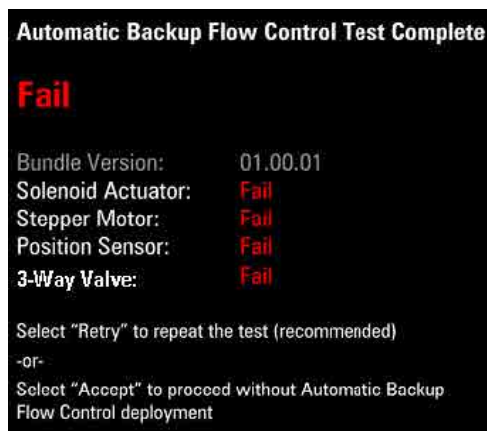 Automatic Backup Flow Control Test Complete
Fail
Bundle Version: 01.00.01
Solenoid Actuator: Fail
Stepper Motor: Fail
Position Sensor: Fail
3-Way Valve: Fail
Select “Retry” to repeat the test (recommended)
-or-
Select “Accept” to proceed without Automatic Backup
Flow Control deployment